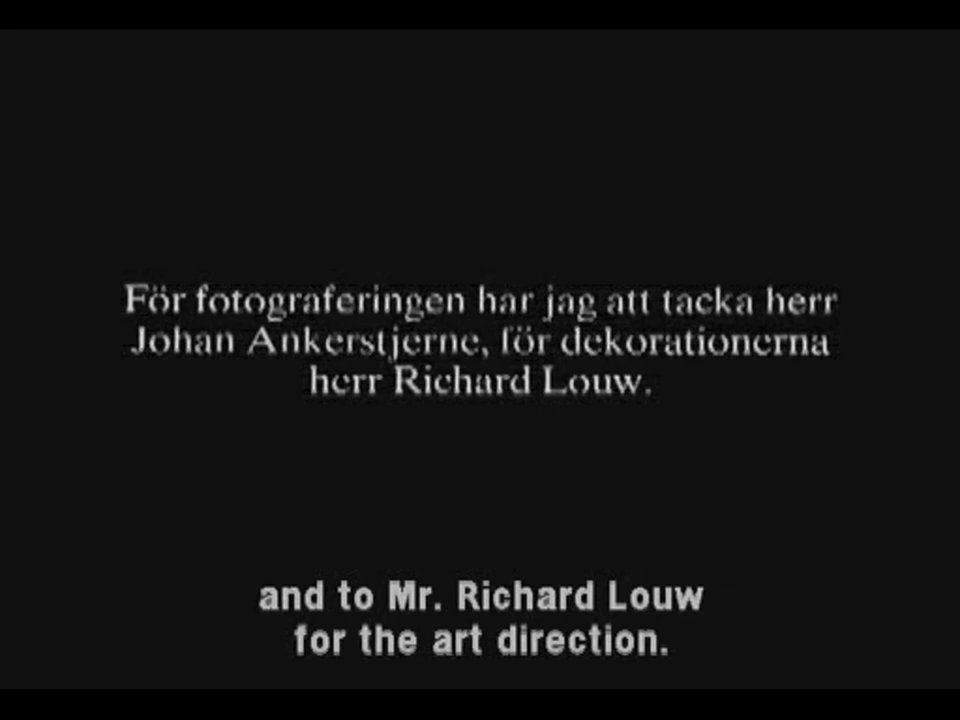 För fotograferingen har jag att tacka herr
Johan Ankerstjerne, för dekorationerna
herr Richard Louw.
and to Mr. Richard Louw
for the art direction.